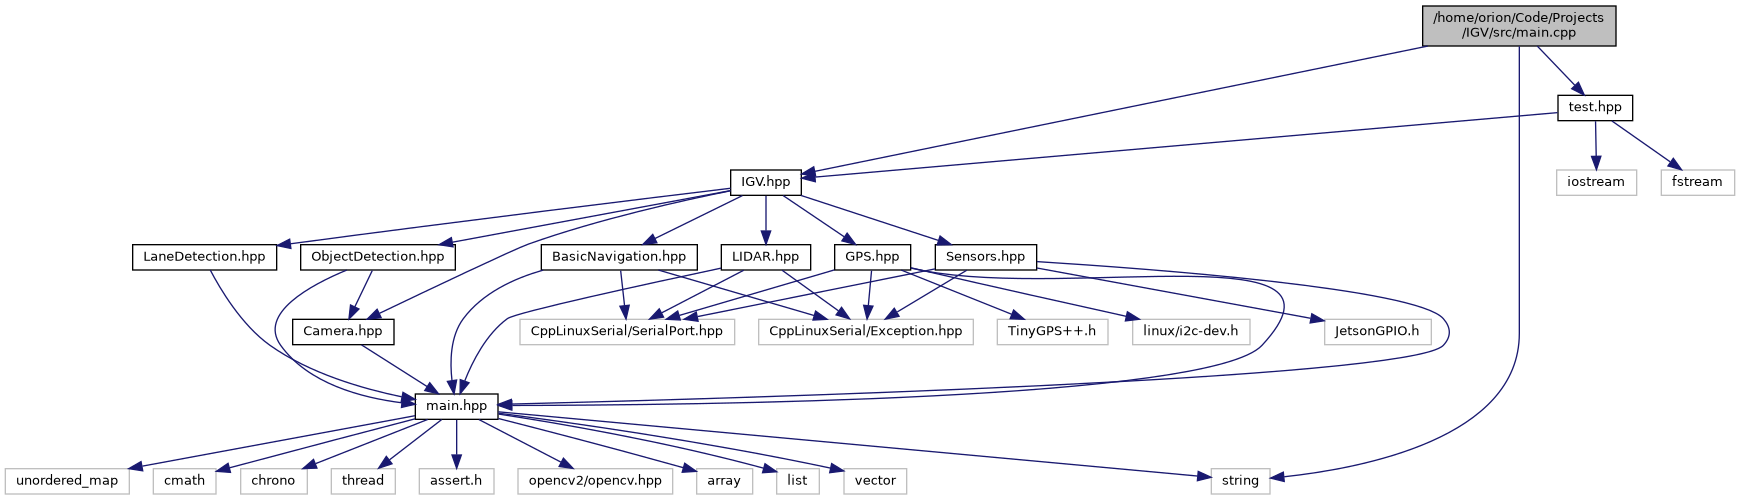 /home/orion/Code/Projects
/IGV/src/main.cpp
test.hpp
IGV.hpp
iostream
fstream
LaneDetection.hpp
ObjectDetection.hpp
BasicNavigation.hpp
LIDAR.hpp
GPS.hpp
Sensors.hpp
Camera.hpp
CppLinuxSerial/SerialPort.hpp
CppLinuxSerial/Exception.hpp
TinyGPS++.h
linux/i2c-dev.h
JetsonGPIO.h
main.hpp
unordered_map
cmath
chrono
thread
assert.h
opencv2/opencv.hpp
array
list
vector
string